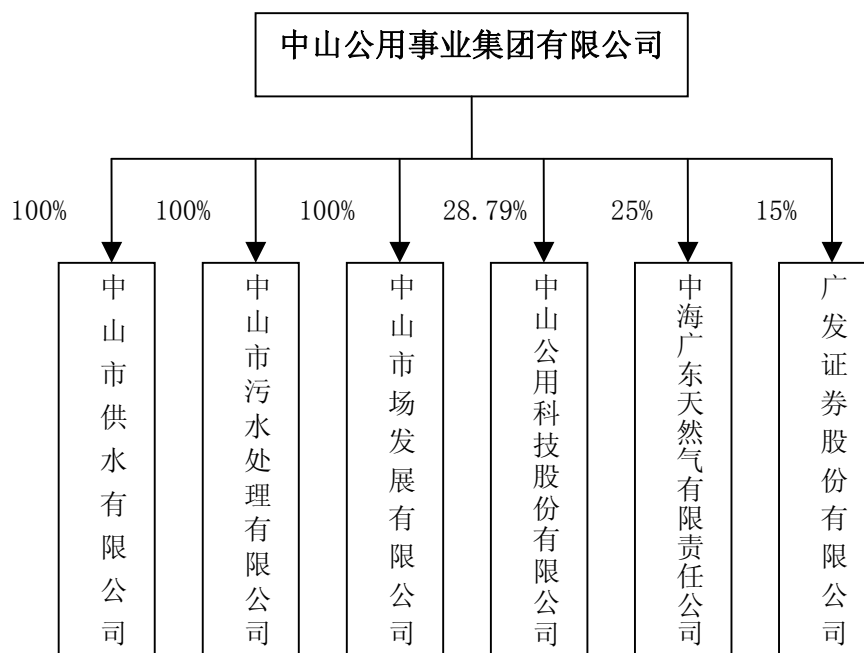 中山公用事业集团有限公司
100%
100%
100%
28.79%
25%
15%
中山市供水有限公司
中山市污水处理有限公司
中山市场发展有限公司
中山公用科技股份有限公司
中海广东天然气有限责任公司
广发证券股份有限公司